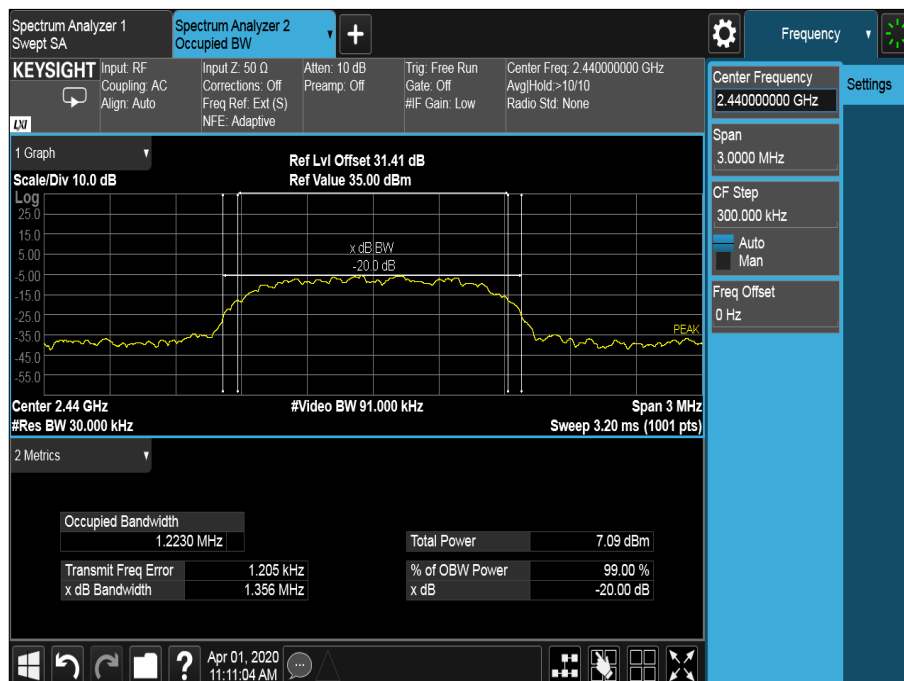 Spectrum Analyzer 1
Swept SA
Spectrum Analyzer 2
Occupied BW
Frequency
KEYSIGHT
LXI
Input: RF
Coupling: AC
Align: Auto
Input Z: 50 Ω
Corrections: Off
Freq Ref: Ext (S)
NFE: Adaptive
Atten: 10 dB
Preamp: Off
Trig: Free Run
Gate: Off
#IF Gain: Low
Center Freq: 2.440000000 GHz
Avg|Hold:>10/10
Radio Std: None
Center Frequency
2.440000000 GHz
Settings
Span
3.0000 MHz
CF Step
300.000 kHz
Auto
Man
Freq Offset
0 Hz
1 Graph
Scale/Div 10.0 dB
Ref Lvl Offset 31.41 dB
Ref Value 35.00 dBm
Log
25.0
15.0
5.00
-5.00
-15.0
-25.0
-35.0
-45.0
-55.0
x dB BW
-20.0 dB
PEAK
Center 2.44 GHz
#Video BW 91.000 kHz
Span 3 MHz
#Res BW 30.000 kHz
Sweep 3.20 ms (1001 pts)
2 Metrics
Occupied Bandwidth
1.2230 MHz
Total Power 7.09 dBm
Transmit Freq Error 1.205 kHz
% of OBW Power 99.00 %
x dB Bandwidth 1.356 MHz
x dB -20.00 dB
Apr 01, 2020
11:11:04 AM